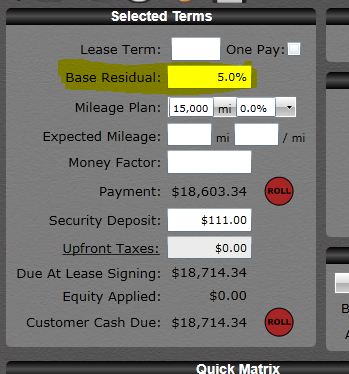 Selected Terms
Lease Term: One Pay:
Base Residual: 5.0%
Mileage Plan: 15,000 mi 0.0%
Expected Mileage: mi / mi
Money Factor:
Payment: $18,603.34 ROLL
Security Deposit: $111.00
Upfront Taxes: $0.00
Due At Lease Signing: $18,714.34
Equity Applied: $0.00
Customer Cash Due: $18,714.34 ROLL
Quick Matrix